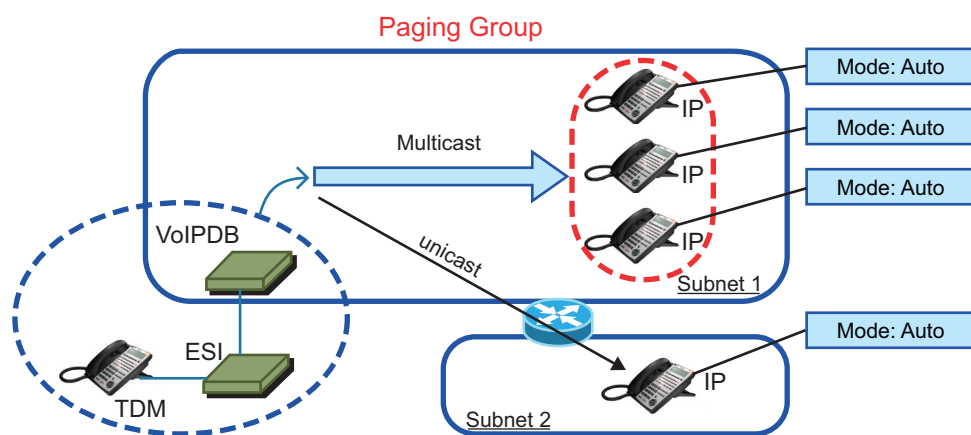 Paging Group
Mode: Auto
IP
Mode: Auto
Multicast
IP
Mode: Auto
VoIPDB
unicast
IP
Subnet 1
Mode: Auto
ESI
IP
TDM
Subnet 2